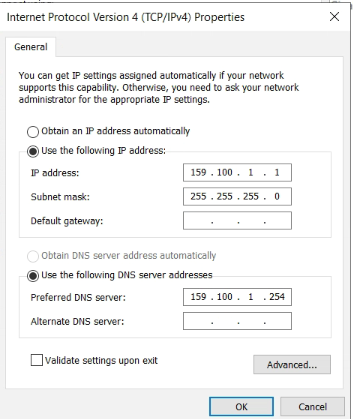 Internet Protocol Version 4 (TCP/IPv4) Properties
General
You can get IP settings assigned automatically if your network
supports this capability. Otherwise, you need to ask your network
administrator for the appropriate IP settings.
Obtain an IP address automatically
Use the following IP address:
IP address: 159 . 100 . 1 . 1
Subnet mask: 255 . 255 . 255 . 0
Default gateway: . . .
Obtain DNS server address automatically
Use the following DNS server addresses
Preferred DNS server: 159 . 100 . 1 . 254
Alternate DNS server: . . .
Validate settings upon exit
Advanced...
OK Cancel